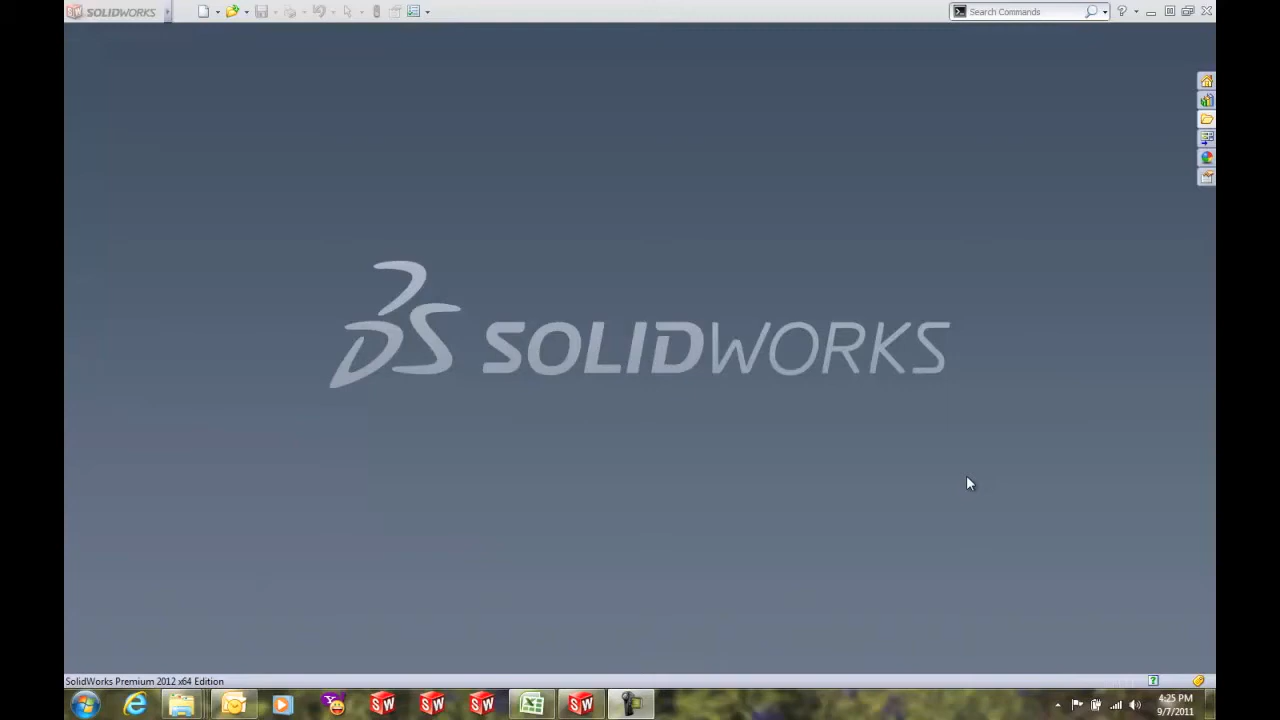 SOLIDWORKS
Search Commands
SOLIDWORKS
SolidWorks Premium 2012 x64 Edition
4:25 PM
9/7/2011